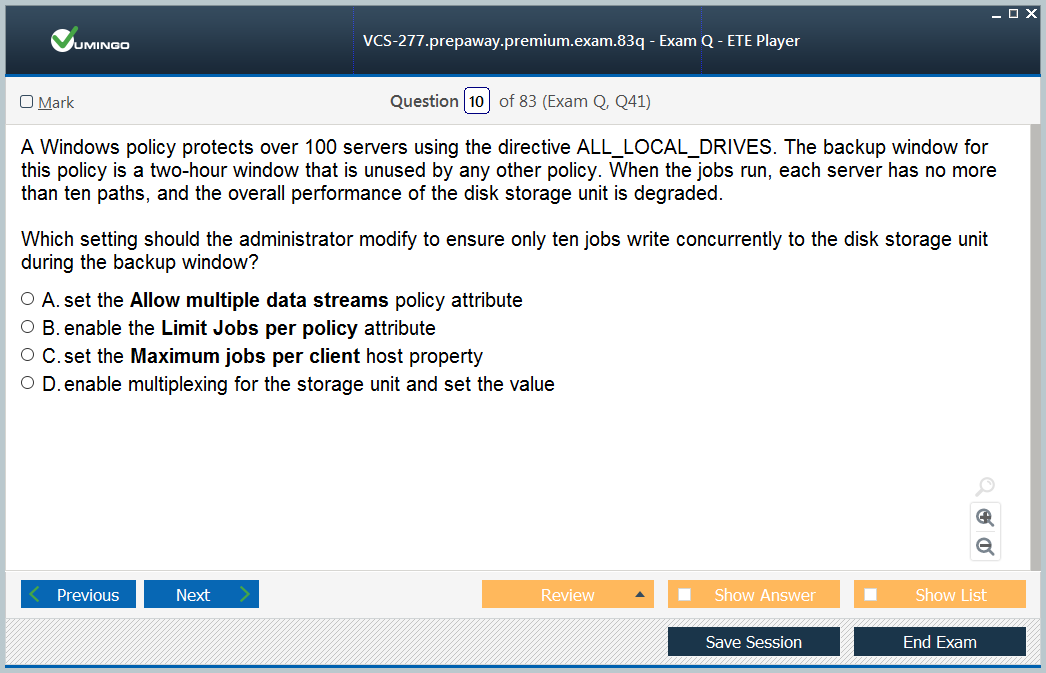 VUMINGO
VCS-277.prepaway.premium.exam.83q - Exam Q - ETE Player
Mark
Question 10 of 83 (Exam Q, Q41)
A Windows policy protects over 100 servers using the directive ALL_LOCAL_DRIVES. The backup window for
this policy is a two-hour window that is unused by any other policy. When the jobs run, each server has no more
than ten paths, and the overall performance of the disk storage unit is degraded.
Which setting should the administrator modify to ensure only ten jobs write concurrently to the disk storage unit
during the backup window?
A. set the Allow multiple data streams policy attribute
B. enable the Limit Jobs per policy attribute
C. set the Maximum jobs per client host property
D. enable multiplexing for the storage unit and set the value
Previous
Next
Review
Show Answer
Show List
Save Session
End Exam